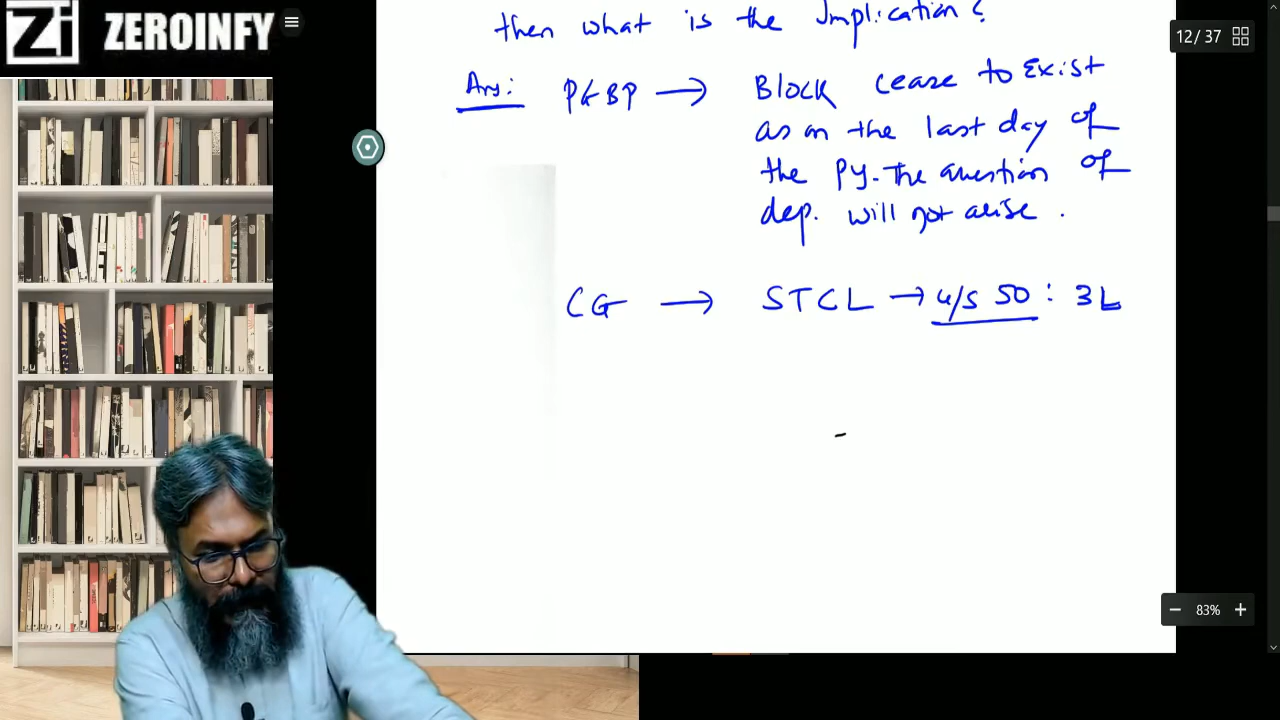 Zi ZEROINFY
12 / 37
then what is the Implication?
Ans: PGBP → Block cease to Exist
as on the last day of
the PY. The question of
dep. will not arise .
CG → STCL → u/s 50 : 3L
83%